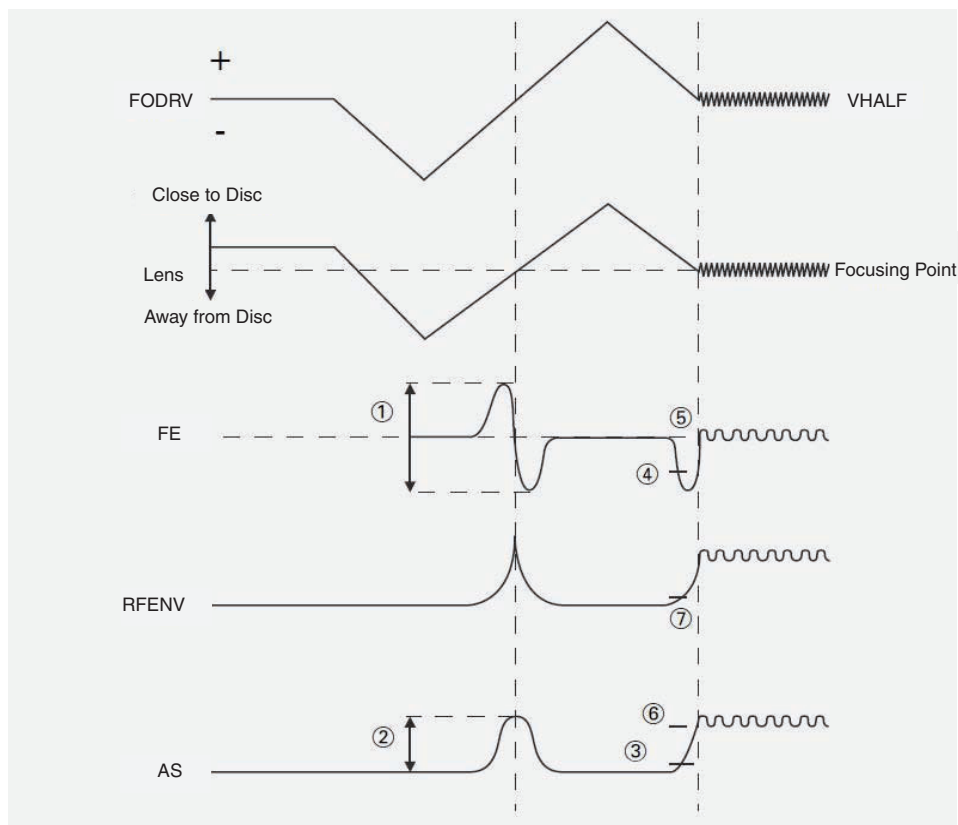 +
FODRV
VHALF
-
Close to Disc
Lens
Focusing Point
Away from Disc
①
⑤
FE
④
RFENV
⑦
⑥
②
③
AS